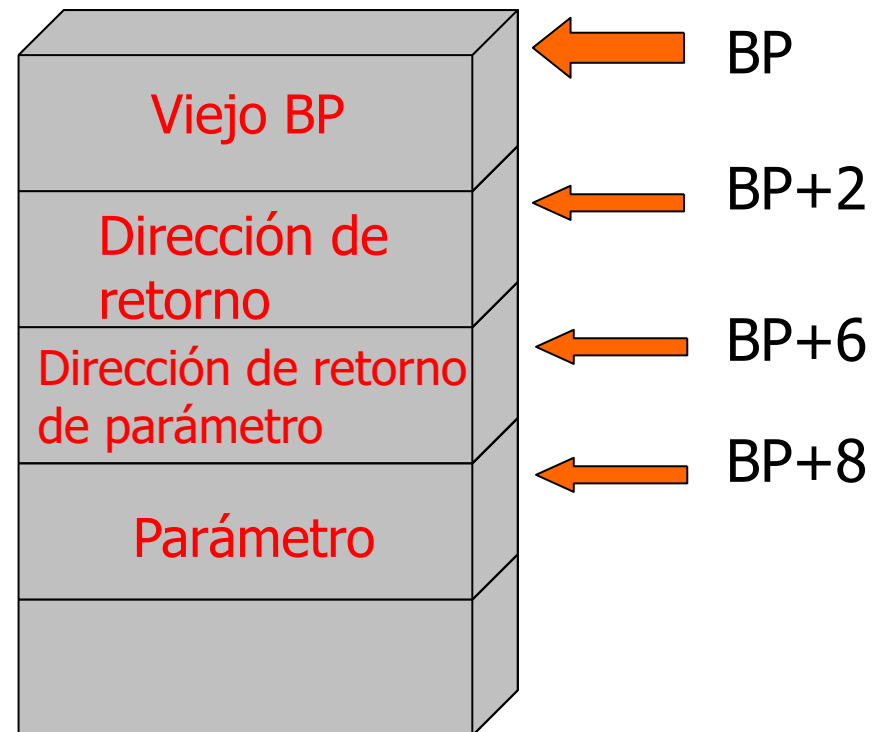 BP
Viejo BP
BP+2
Dirección de
retorno
BP+6
Dirección de retorno
de parámetro
BP+8
Parámetro